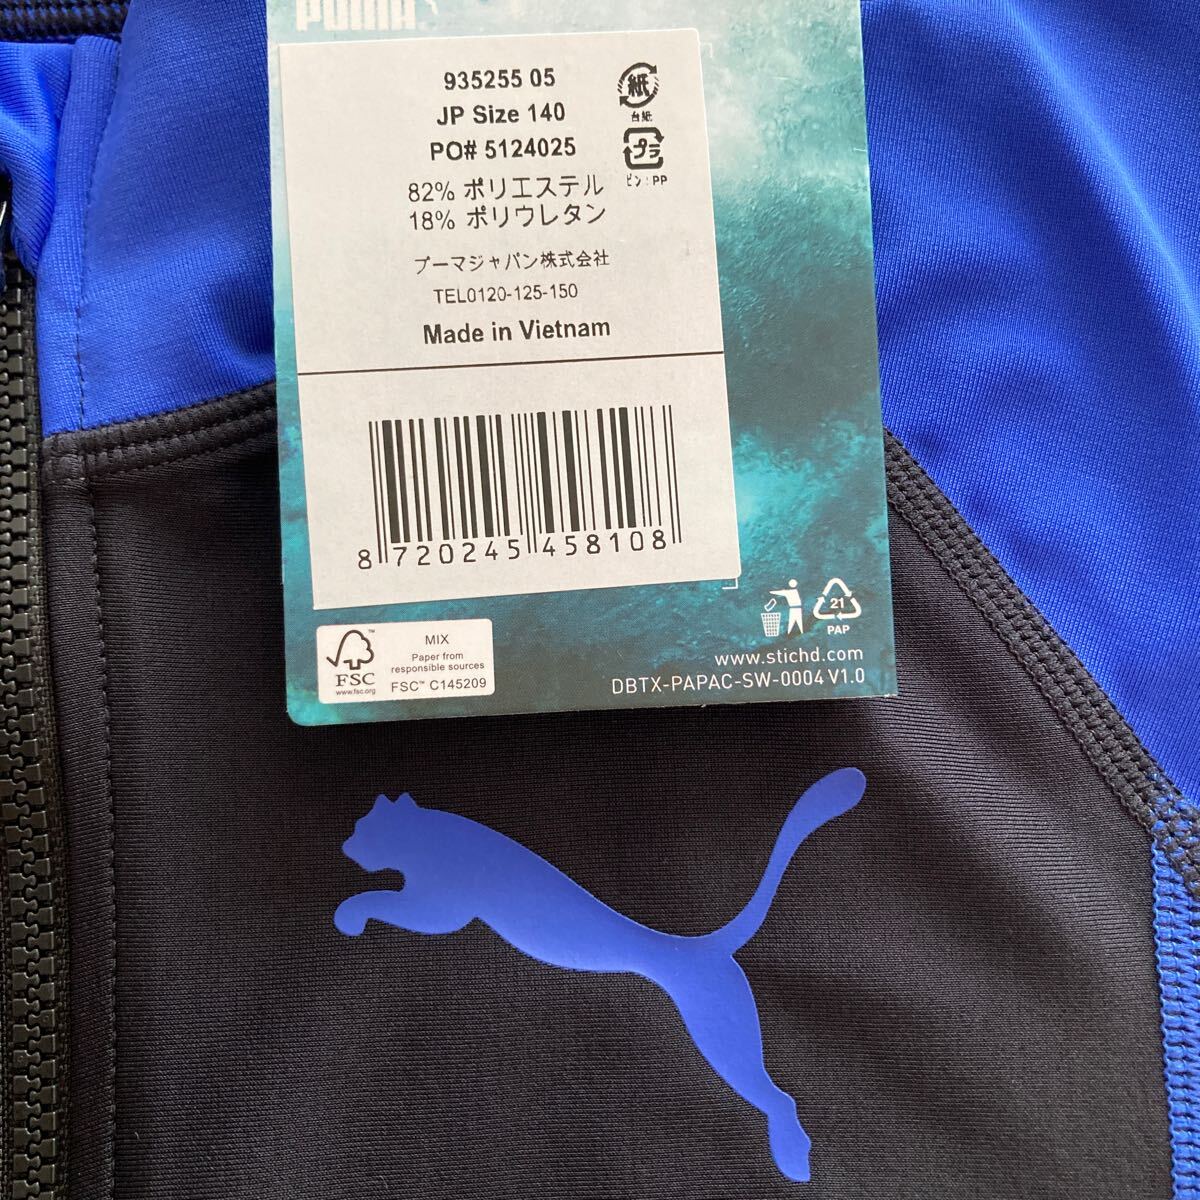 PUMA
935255 05
JP Size 140
PO# 5124025
82% ポリエステル
18% ポリウレタン
プーマジャパン株式会社
TEL0120-125-150
Made in Vietnam
紙
台紙
プラ
ピン:PP
8 720245 458108
FSC™
www.fsc.org
MIX
Paper from
responsible sources
FSC™ C145209
21
PAP
www.stichd.com
DBTX-PAPAC-SW-0004 V1.0